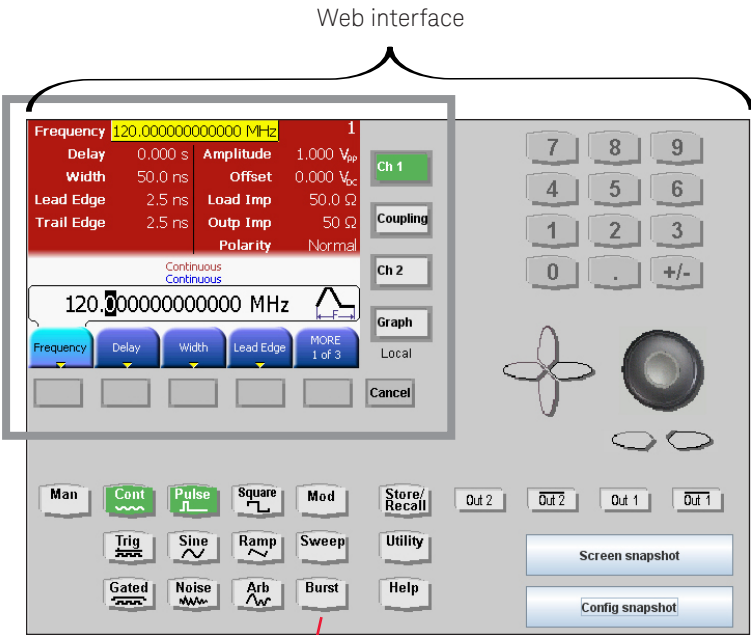 Web interface
Frequency 120.000000000000 MHz 1
Delay 0.000 s Amplitude 1.000 Vpp
Width 50.0 ns Offset 0.000 Vbc
Lead Edge 2.5 ns Load Imp 50.0 Ω
Trail Edge 2.5 ns Outp Imp 50 Ω
Polarity Normal
Continuous
Continuous
120.000000000000 MHz
F
Frequency Delay Width Lead Edge MORE
1 of 3
Ch 1
Coupling
Ch 2
Graph
Local
Cancel
7 8 9
4 5 6
1 2 3
0 . +/-
Man Cont Pulse Square Mod Store/
Recall
Out 2 Out 2 Out 1 Out 1
Trig Sine Ramp Sweep Utility
Gated Noise Arb Burst Help
Screen snapshot
Config snapshot